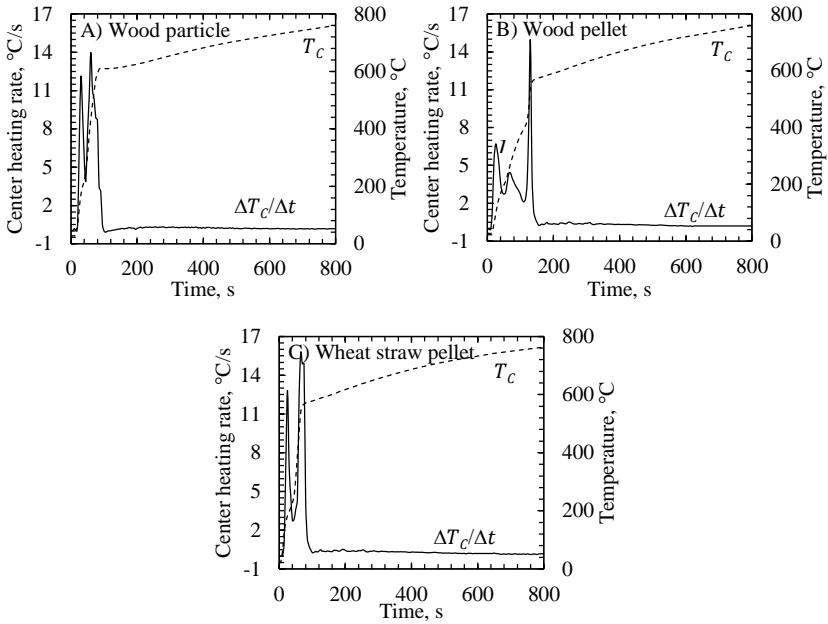 A) Wood particle
Center heating rate, °C/s
17
14
11
8
5
2
-1
0 200 400 600 800
Time, s
800
600
400
200
0
Temperature, °C
T_C
ΔT_C/Δt
B) Wood pellet
Center heating rate, °C/s
17
14
11
8
5
2
-1
0 200 400 600 800
Time, s
800
600
400
200
0
Temperature, °C
T_C
1
ΔT_C/Δt
C) Wheat straw pellet
Center heating rate, °C/s
17
14
11
8
5
2
-1
0 200 400 600 800
Time, s
800
600
400
200
0
Temperature, °C
T_C
ΔT_C/Δt